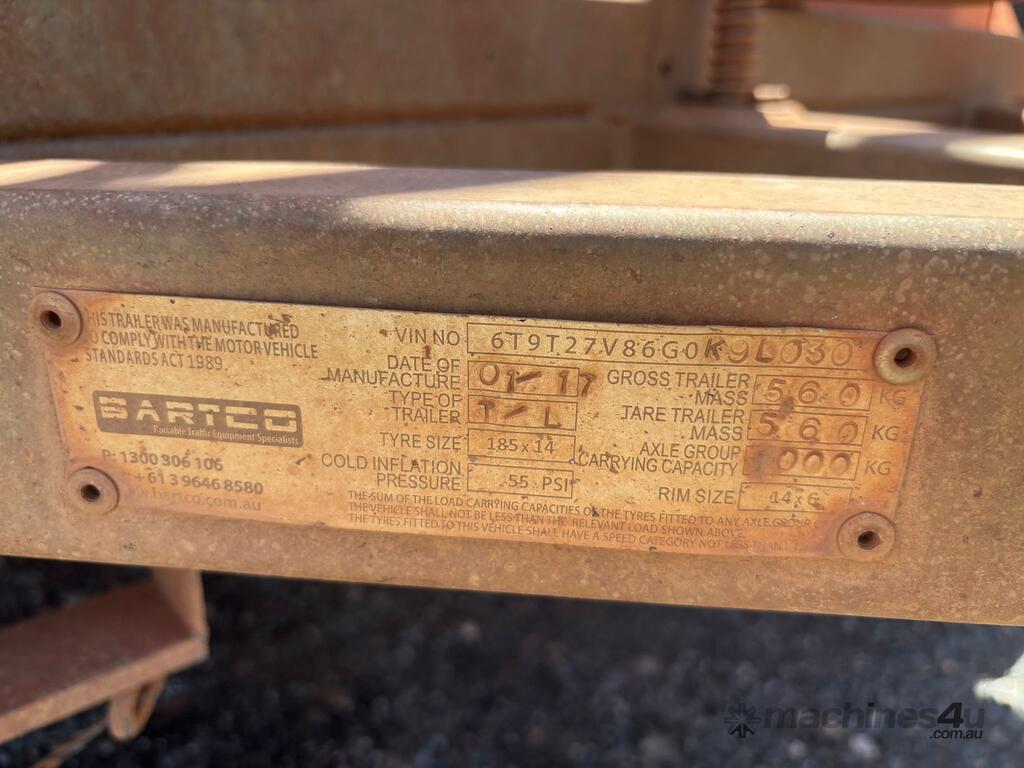 HIS TRAILER WAS MANUFACTURED
O COMPLY WITH THE MOTOR VEHICLE
STANDARDS ACT 1989
BARTCO
Portable Traffic Equipment Specialists
P: 1300 306 106
+61 3 9646 8580
w.bartco.com.au
VIN NO 6T9T27V86G0K9L030
DATE OF
MANUFACTURE 01/17
TYPE OF
TRAILER T/L
TYRE SIZE 185x14
COLD INFLATION
PRESSURE 55 PSI
GROSS TRAILER
MASS 560 KG
TARE TRAILER
MASS 560 KG
AXLE GROUP
CARRYING CAPACITY 1000 KG
RIM SIZE 14x6
THE SUM OF THE LOAD CARRYING CAPACITIES OF THE TYRES FITTED TO ANY AXLE GROUP O
THE VEHICLE SHALL NOT BE LESS THAN THE RELEVANT LOAD SHOWN ABOVE.
THE TYRES FITTED TO THIS VEHICLE SHALL HAVE A SPEED CATEGORY NOT LESS THAN
machines4u
.com.au